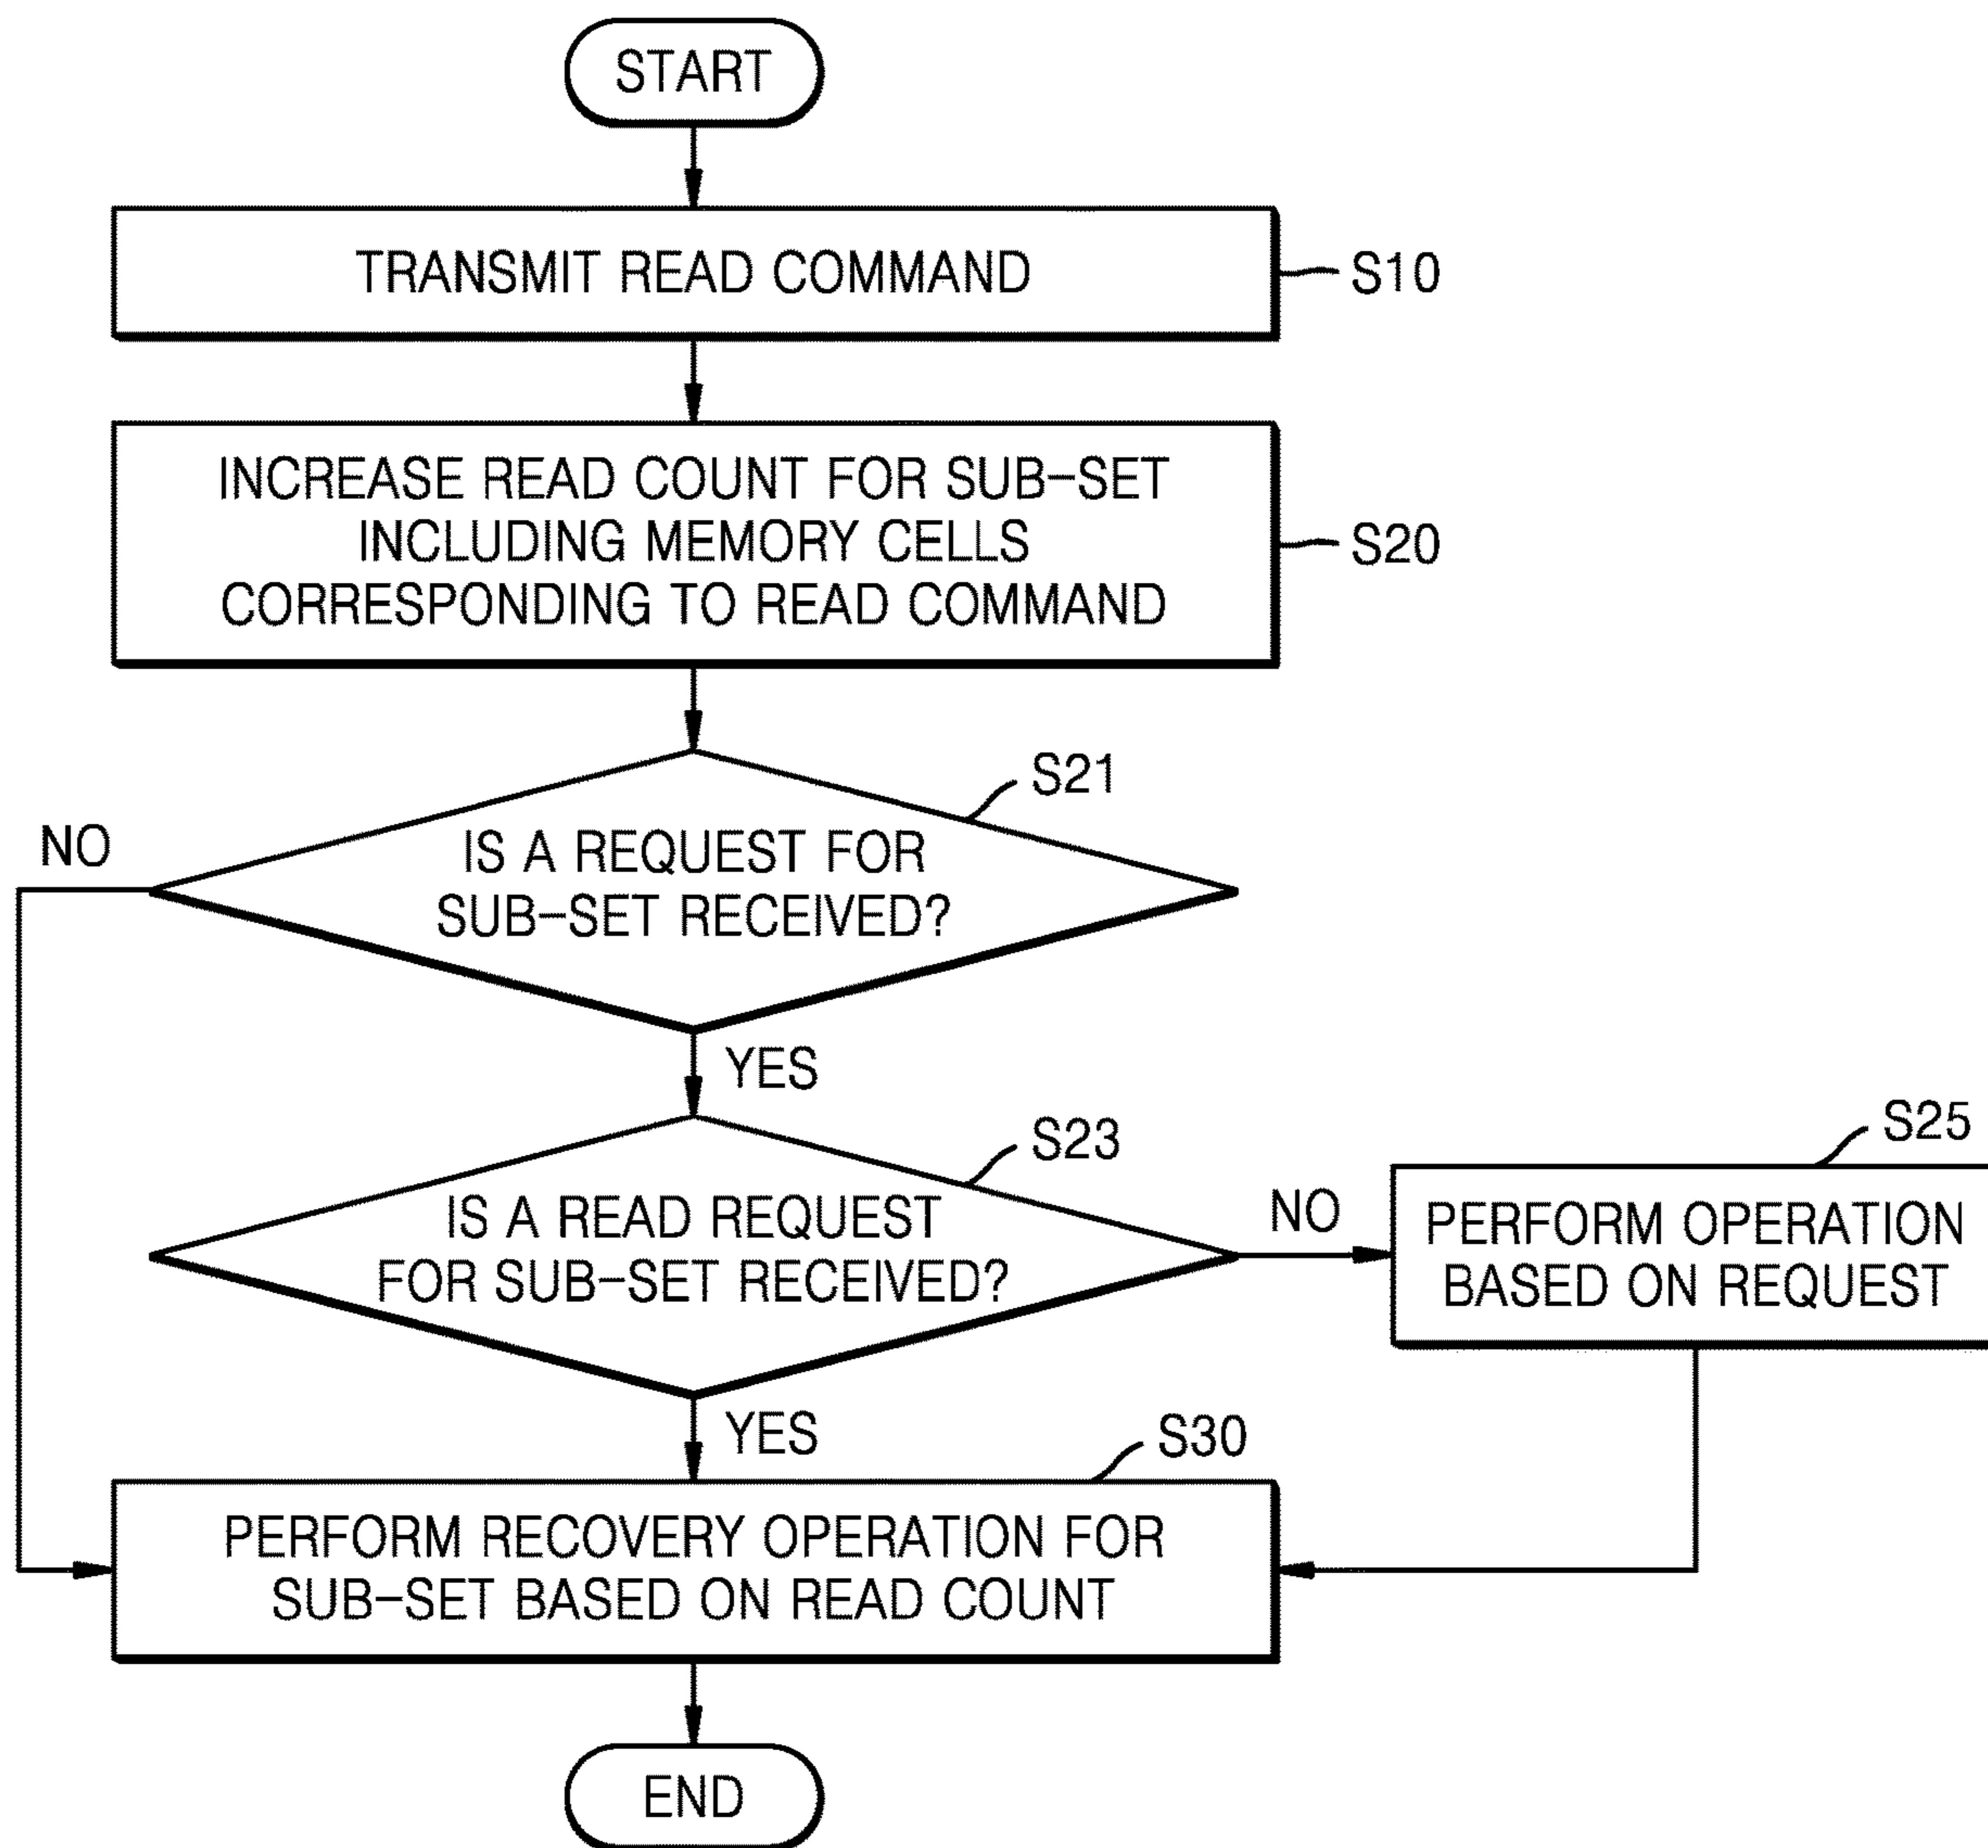 START
TRANSMIT READ COMMAND
S10
INCREASE READ COUNT FOR SUB-SET
INCLUDING MEMORY CELLS
CORRESPONDING TO READ COMMAND
S20
S21
NO
IS A REQUEST FOR
SUB-SET RECEIVED?
YES
S23
IS A READ REQUEST
FOR SUB-SET RECEIVED?
NO
S25
PERFORM OPERATION
BASED ON REQUEST
YES
S30
PERFORM RECOVERY OPERATION FOR
SUB-SET BASED ON READ COUNT
END